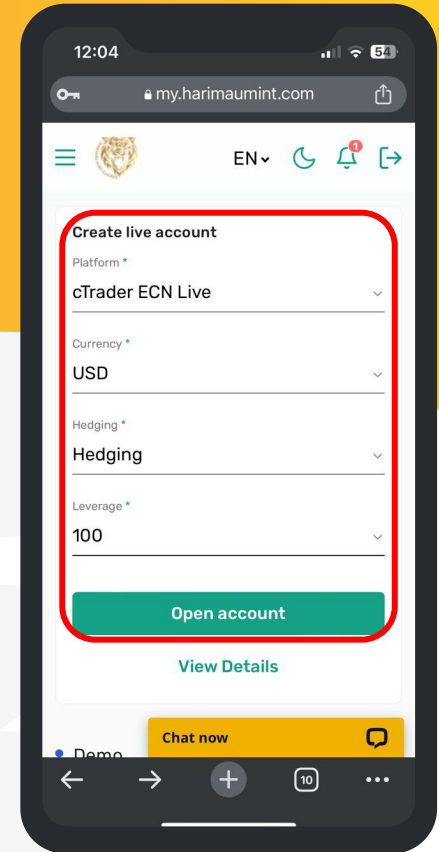 12:04
54
my.harimaumint.com
EN
1
Create live account
Platform *
cTrader ECN Live
Currency *
USD
Hedging *
Hedging
Leverage *
100
Open account
View Details
Chat now
Demo
10